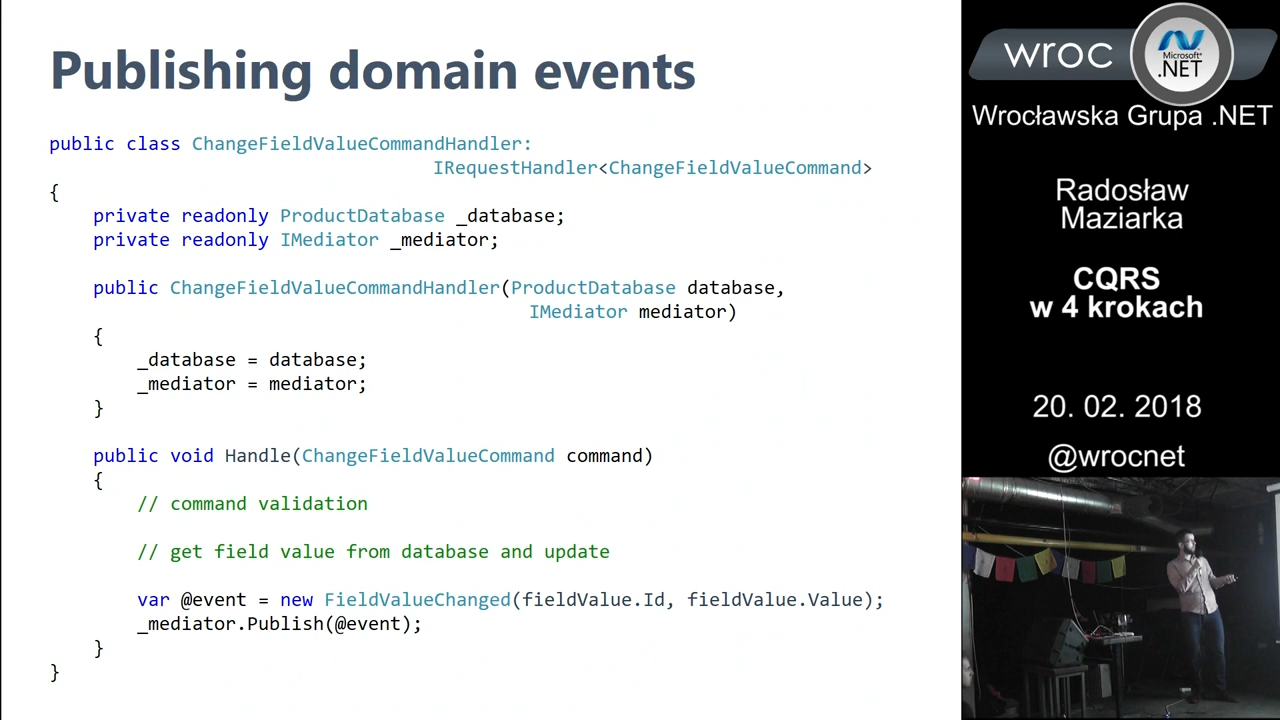 Publishing domain events
public class ChangeFieldValueCommandHandler:
IRequestHandler<ChangeFieldValueCommand>
{
private readonly ProductDatabase _database;
private readonly IMediator _mediator;
public ChangeFieldValueCommandHandler(ProductDatabase database,
IMediator mediator)
{
_database = database;
_mediator = mediator;
}
public void Handle(ChangeFieldValueCommand command)
{
// command validation
// get field value from database and update
var @event = new FieldValueChanged(fieldValue.Id, fieldValue.Value);
_mediator.Publish(@event);
}
}
wroc
Microsoft®
.NET
Wrocławska Grupa .NET
Radosław
Maziarka
CQRS
w 4 krokach
20. 02. 2018
@wrocnet